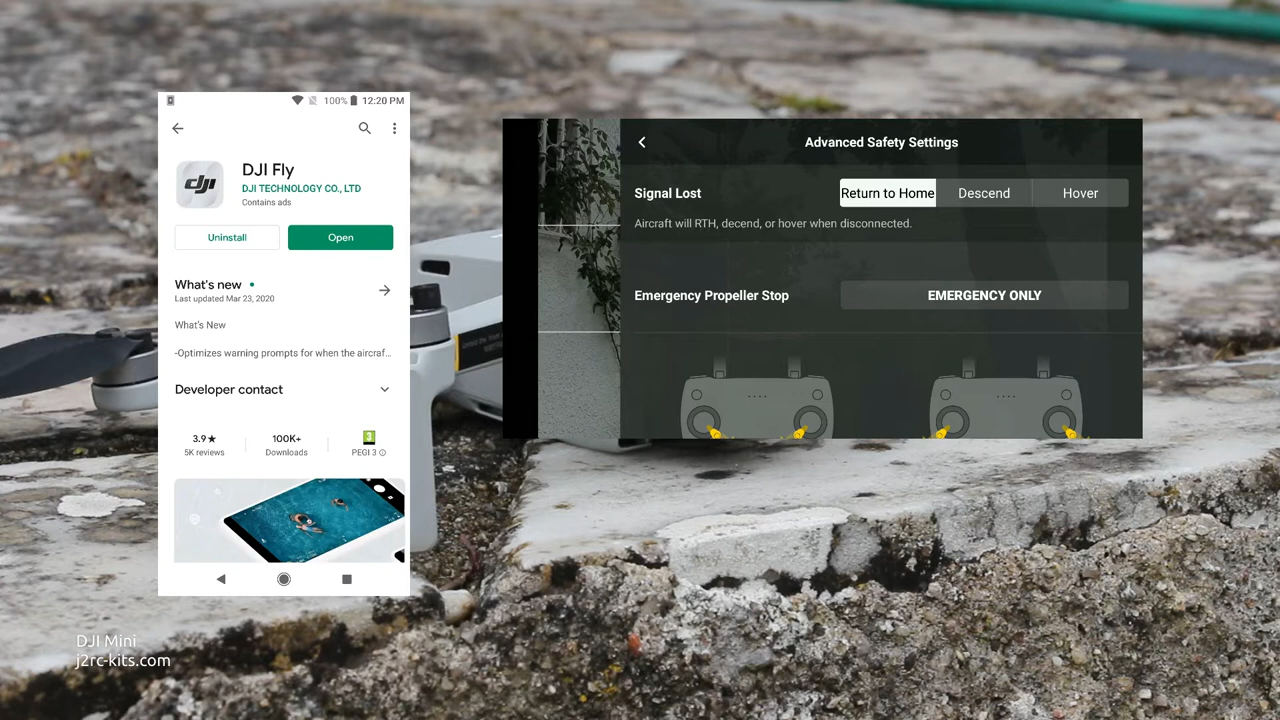 100% 12:20 PM
dji
DJI Fly
DJI TECHNOLOGY CO., LTD
Contains ads
Uninstall
Open
What's new
Last updated Mar 23, 2020
What's New
-Optimizes warning prompts for when the aircraf…
Developer contact
3.9★
5K reviews
100K+
Downloads
3
PEGI 3
Advanced Safety Settings
Signal Lost
Return to Home
Descend
Hover
Aircraft will RTH, decend, or hover when disconnected.
Emergency Propeller Stop
EMERGENCY ONLY
DJI Mini
j2rc-kits.com